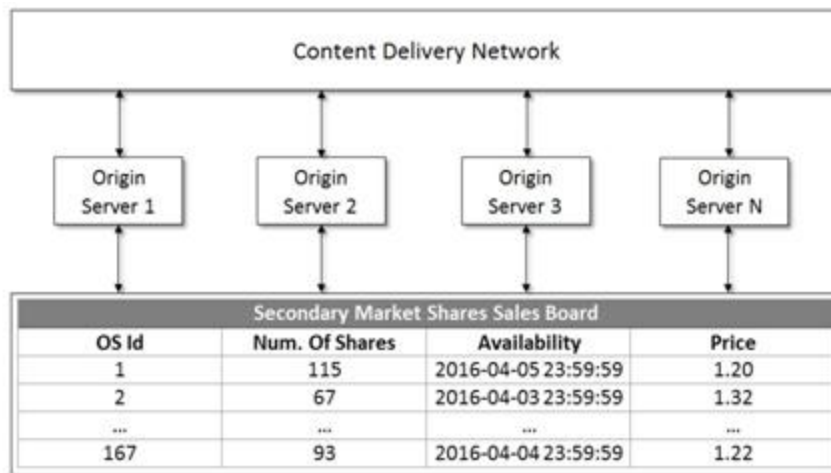 Content Delivery Network
Origin
Server 1
Origin
Server 2
Origin
Server 3
Origin
Server N
Secondary Market Shares Sales Board
OS Id Num. Of Shares Availability Price
1 115 2016-04-05 23:59:59 1.20
2 67 2016-04-03 23:59:59 1.32
... ... ... ...
167 93 2016-04-04 23:59:59 1.22